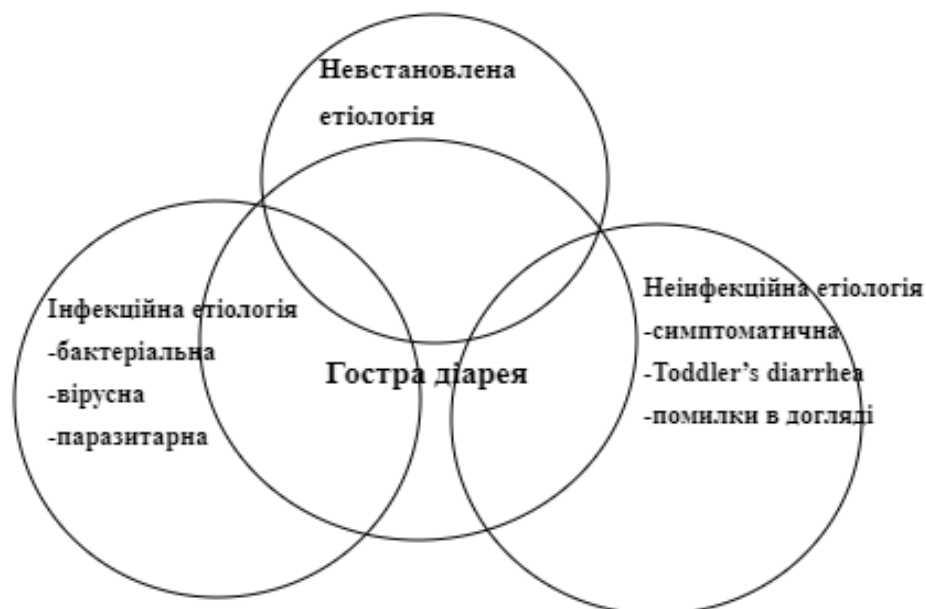 Невстановлена
етіологія
Інфекційна етіологія
-бактеріальна
-вірусна
-паразитарна
Гостра діарея
Неінфекційна етіологія
-симптоматична
-Toddler’s diarrhea
-помилки в догляді